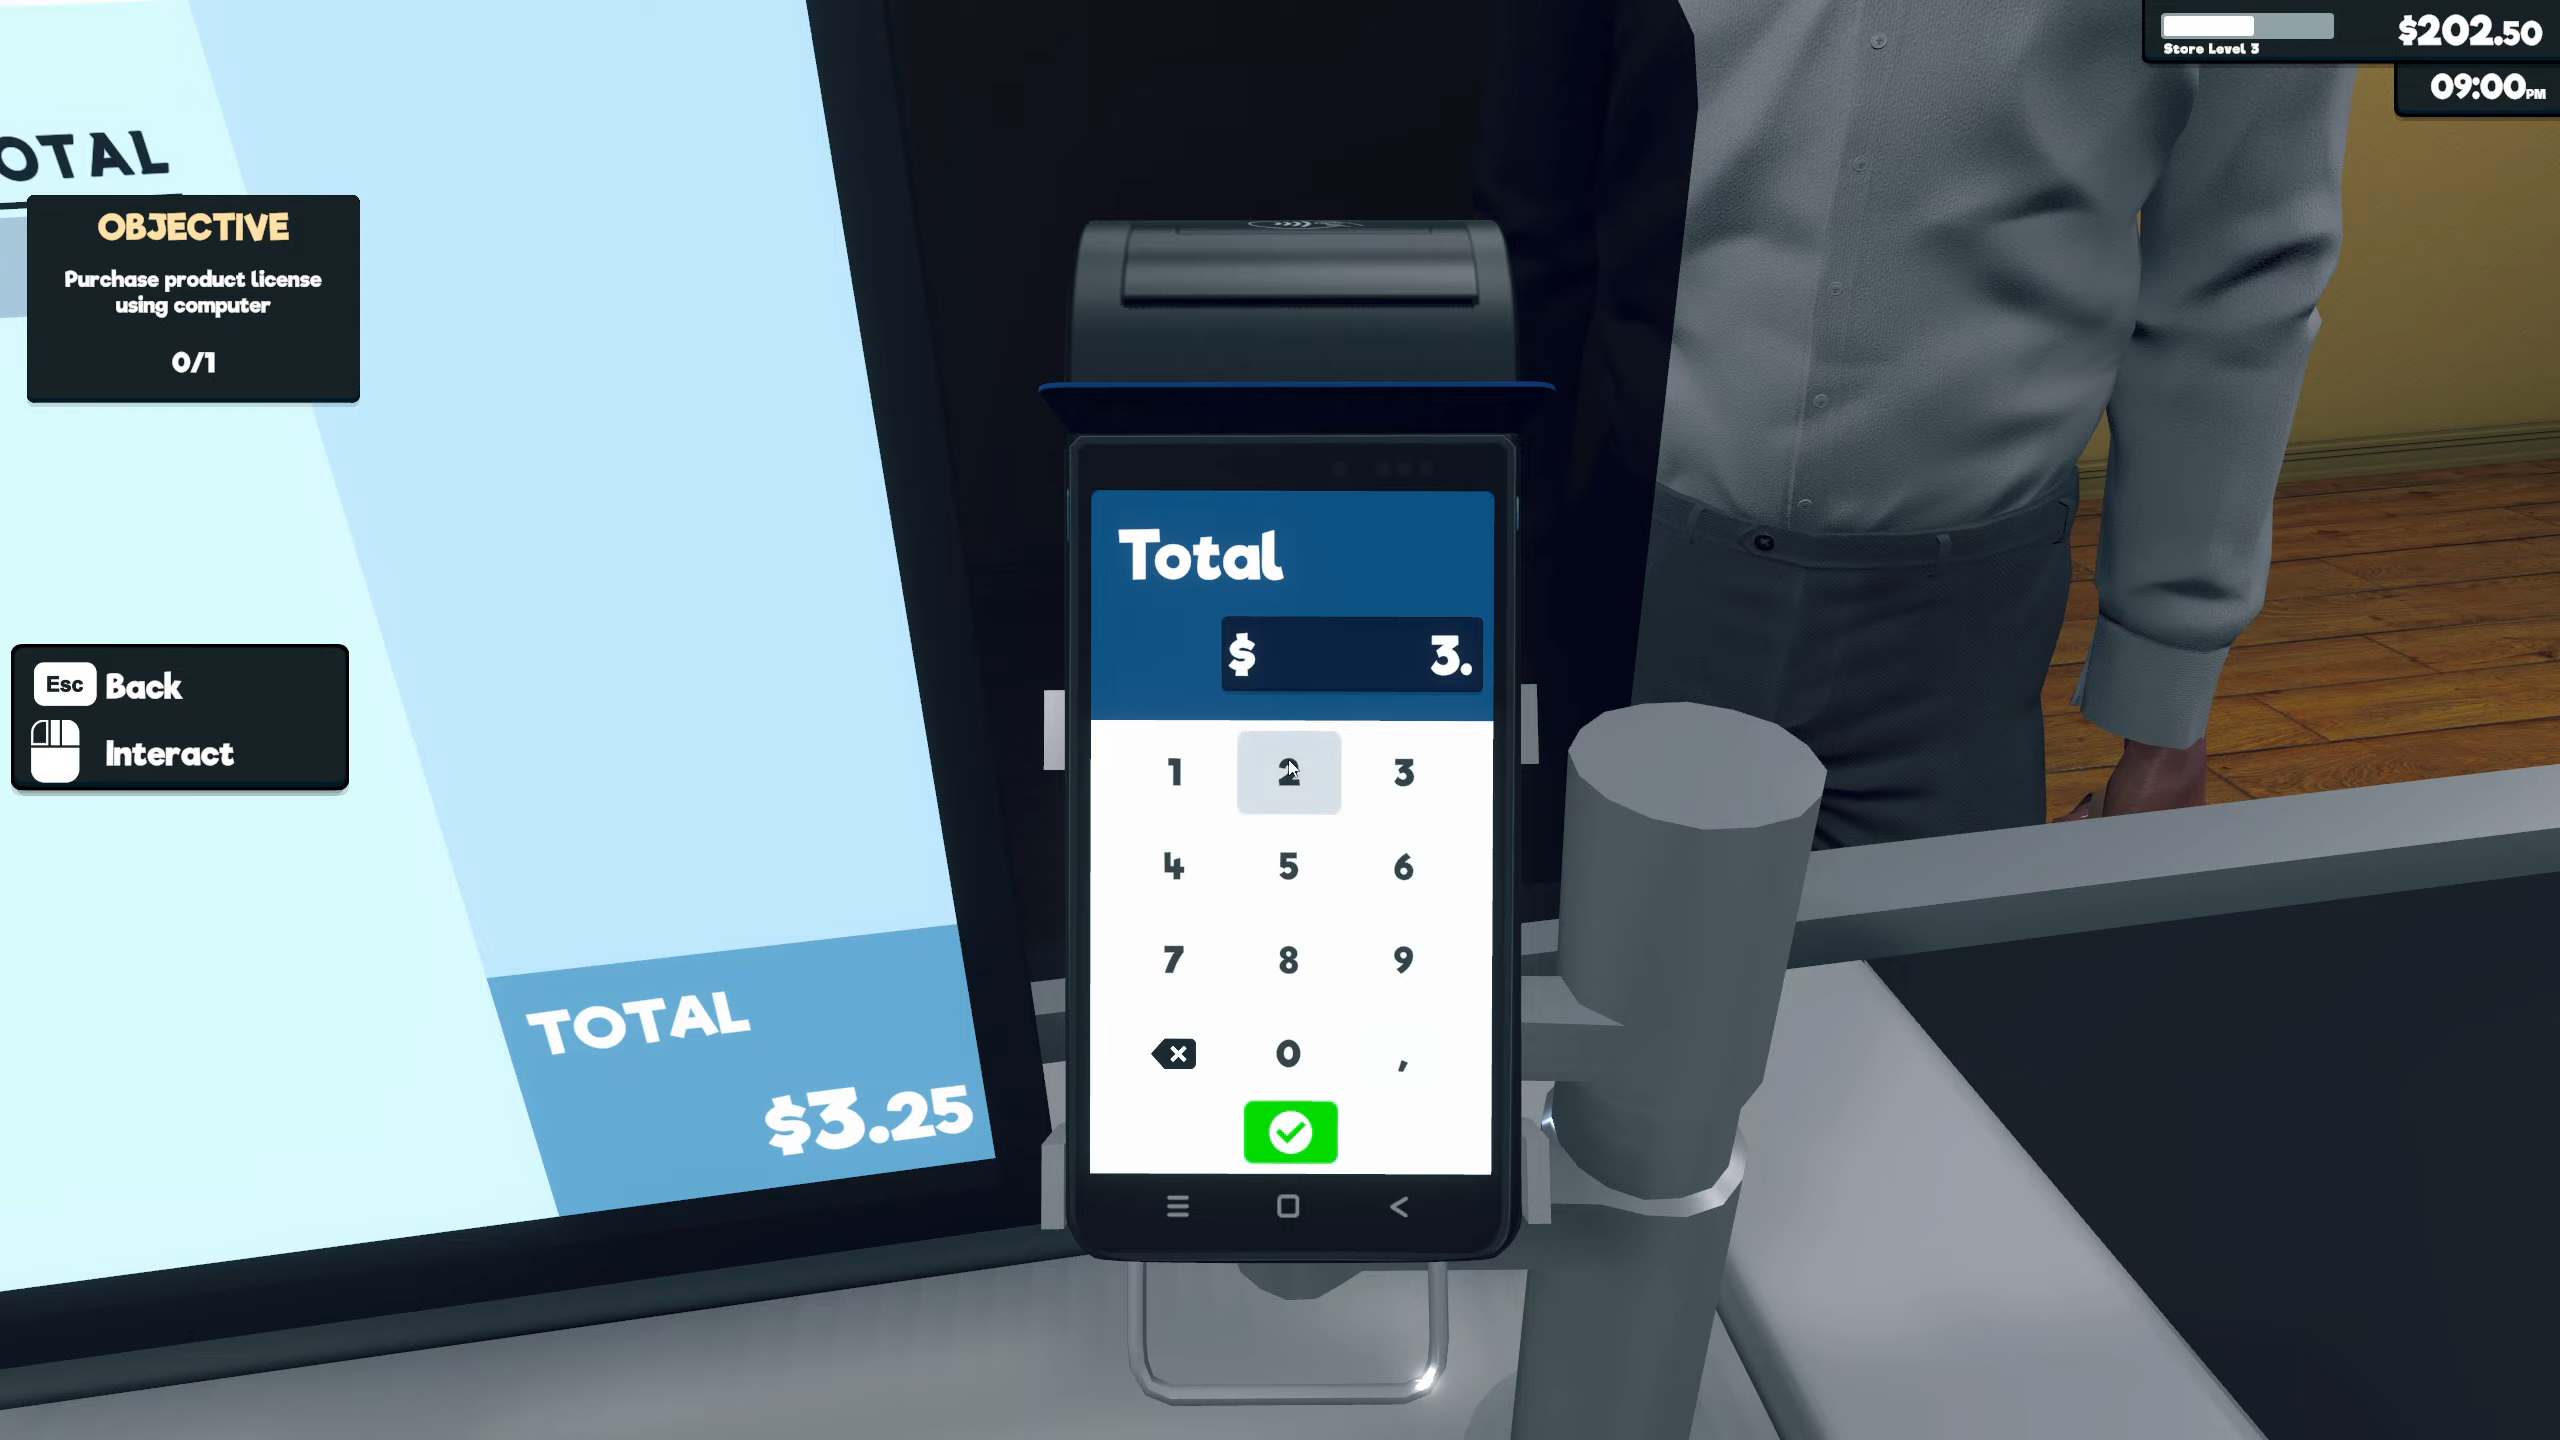 OTAL
OBJECTIVE
Purchase product license
using computer
0/1
Esc Back
Interact
TOTAL
$3.25
Total
$ 3.
1 2 3
4 5 6
7 8 9
0 ,
$202.50
Store Level 3
09:00PM